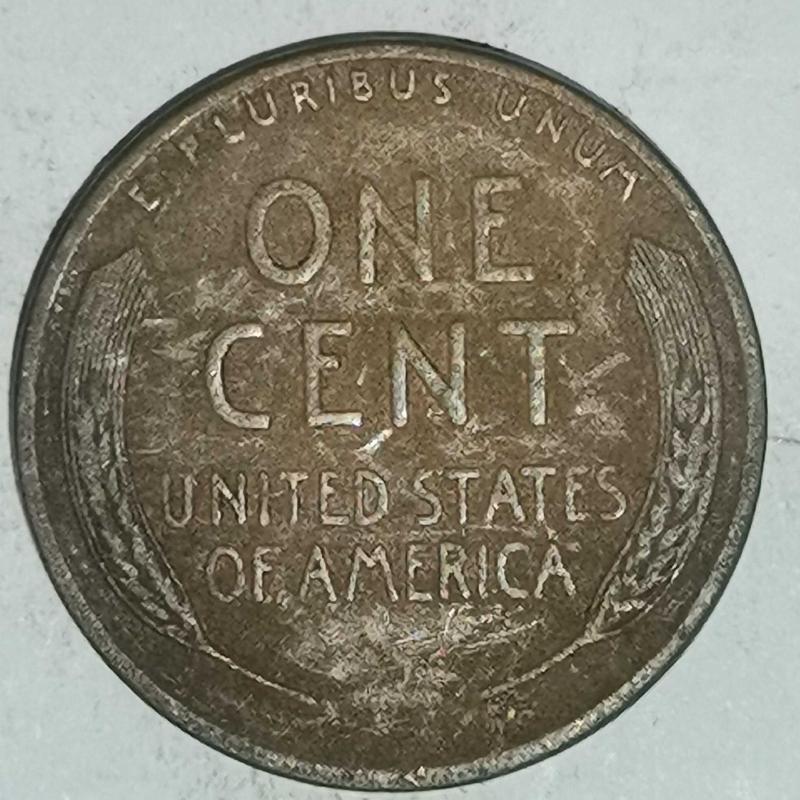 E PLURIBUS UNUM
ONE
CENT
UNITED STATES
OF AMERICA